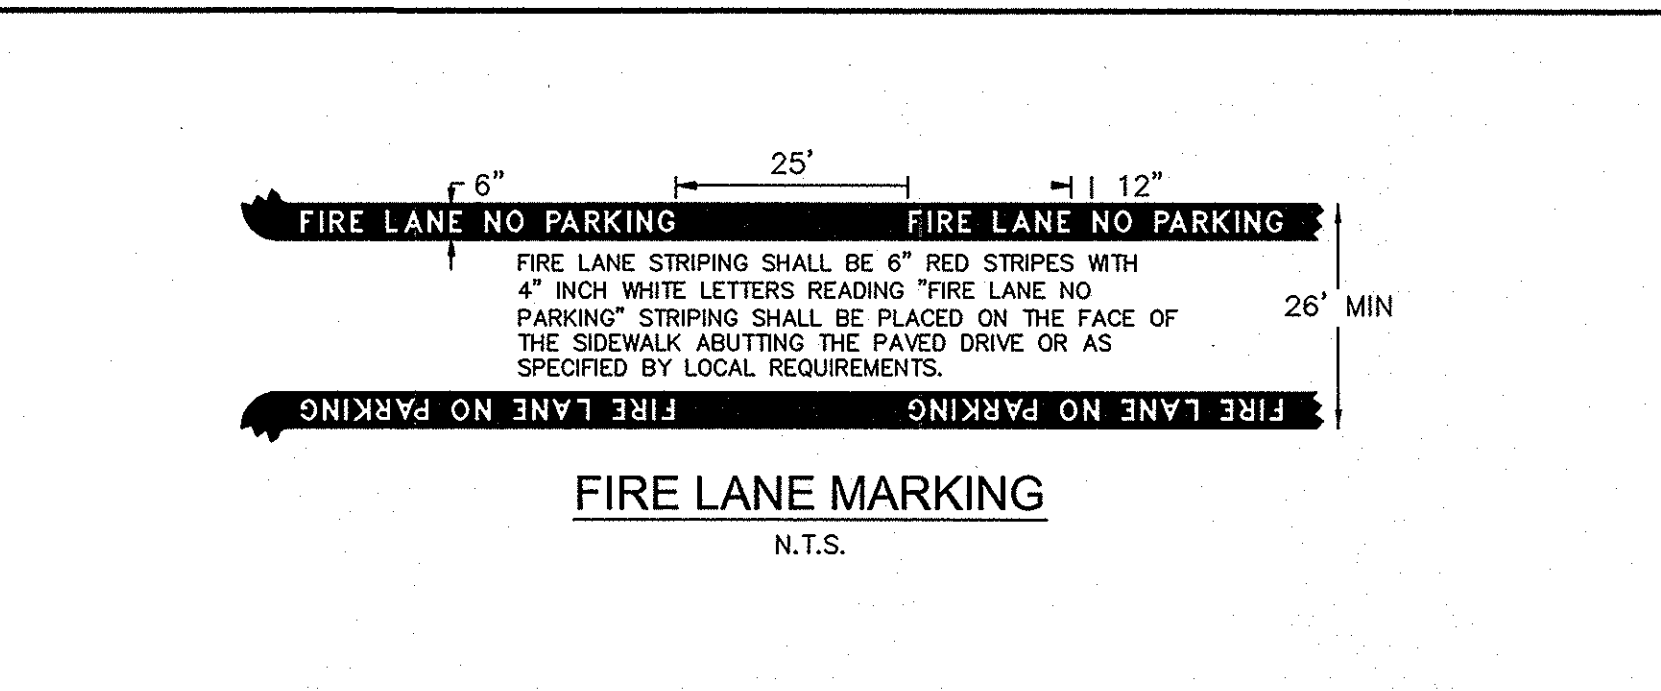 25'
6"
12"
FIRE LANE NO PARKING
FIRE LANE NO PARKING
FIRE LANE STRIPING SHALL BE 6" RED STRIPES WITH
4" INCH WHITE LETTERS READING "FIRE LANE NO
PARKING" STRIPING SHALL BE PLACED ON THE FACE OF
THE SIDEWALK ABUTTING THE PAVED DRIVE OR AS
SPECIFIED BY LOCAL REQUIREMENTS.
26' MIN
FIRE LANE NO PARKING
FIRE LANE NO PARKING
FIRE LANE MARKING
N.T.S.